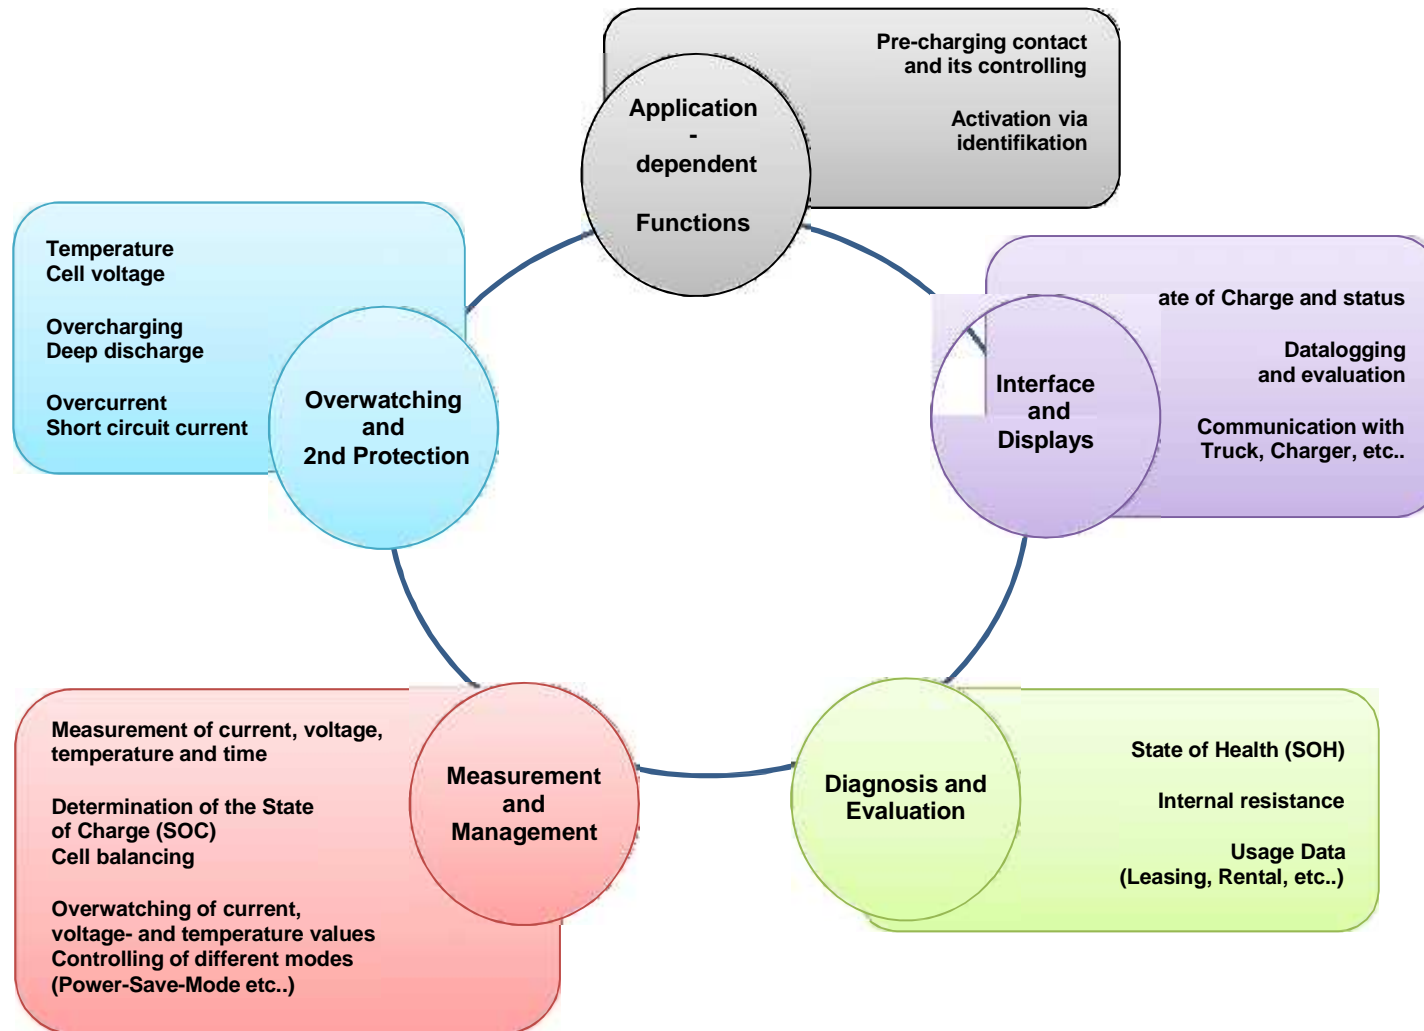 Pre-charging contact
and its controlling
Activation via
identifikation
Application
-
dependent
Functions
Temperature
Cell voltage
Overcharging
Deep discharge
Overcurrent
Short circuit current
Overwatching
and
2nd Protection
ate of Charge and status
Datalogging
and evaluation
Communication with
Truck, Charger, etc..
Interface
and
Displays
Measurement of current, voltage,
temperature and time
Determination of the State
of Charge (SOC)
Cell balancing
Overwatching of current,
voltage- and temperature values
Controlling of different modes
(Power-Save-Mode etc..)
Measurement
and
Management
Diagnosis and
Evaluation
State of Health (SOH)
Internal resistance
Usage Data
(Leasing, Rental, etc..)